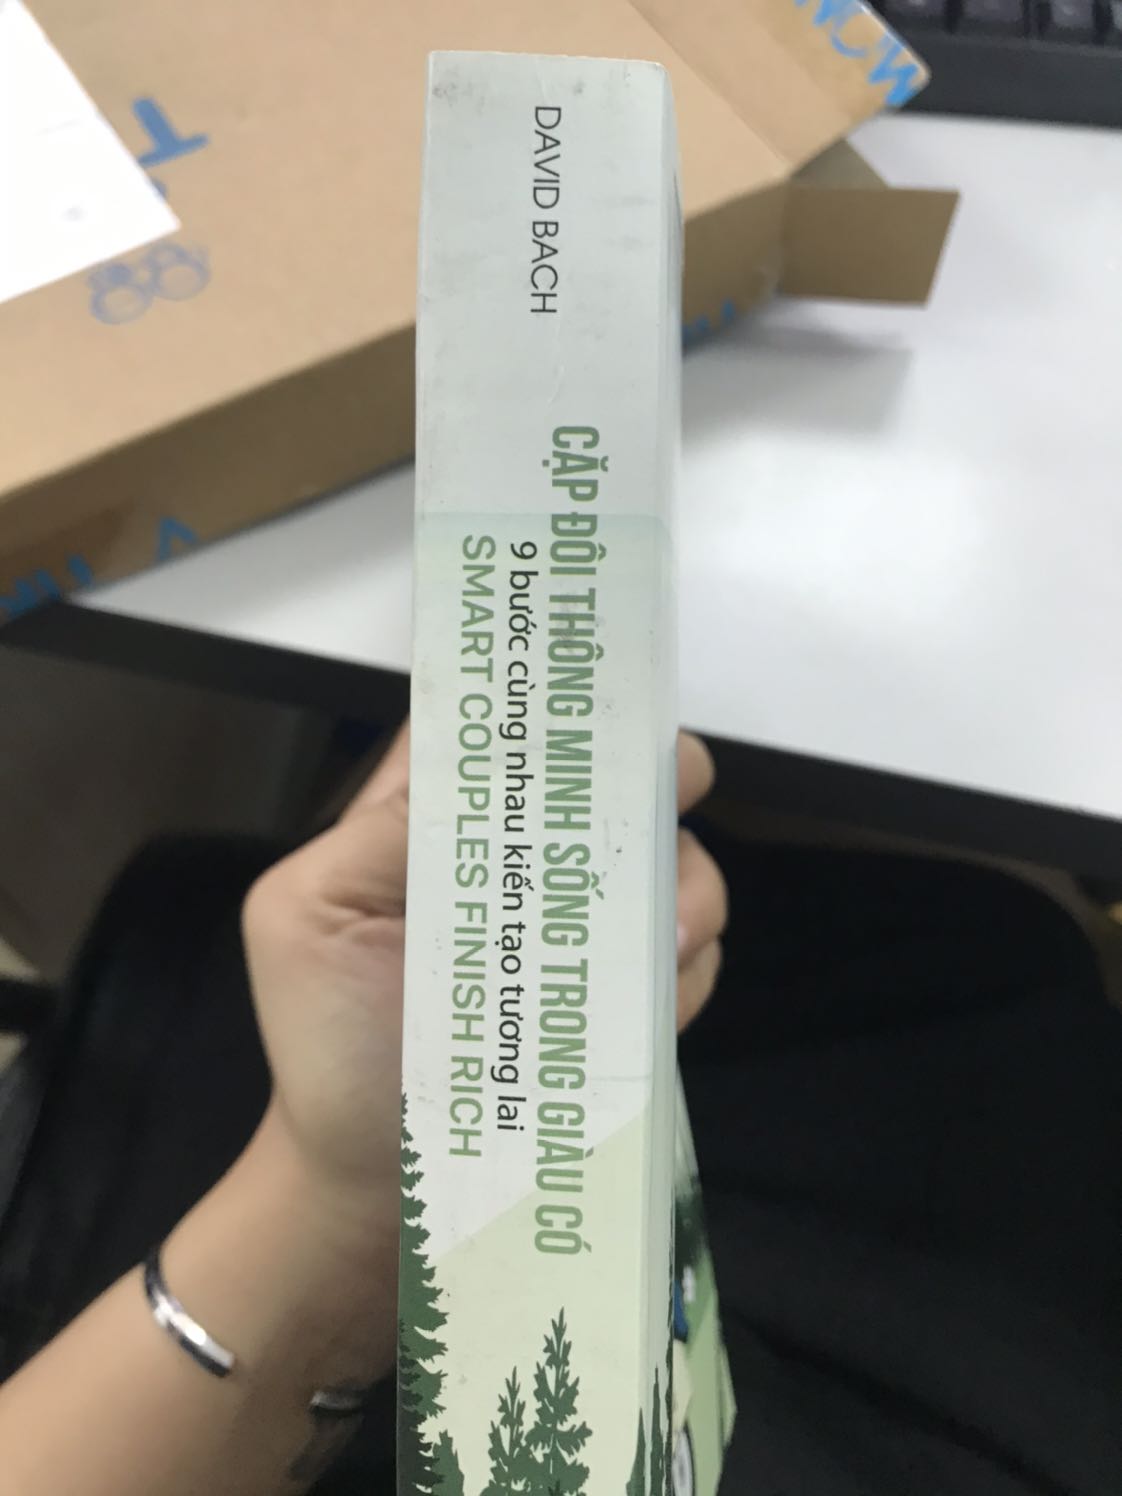 DAVID BACH
CẶP ĐÔI THÔNG MINH SỐNG TRONG GIÀU CÓ
9 bước cùng nhau kiến tạo tương lai
SMART COUPLES FINISH RICH